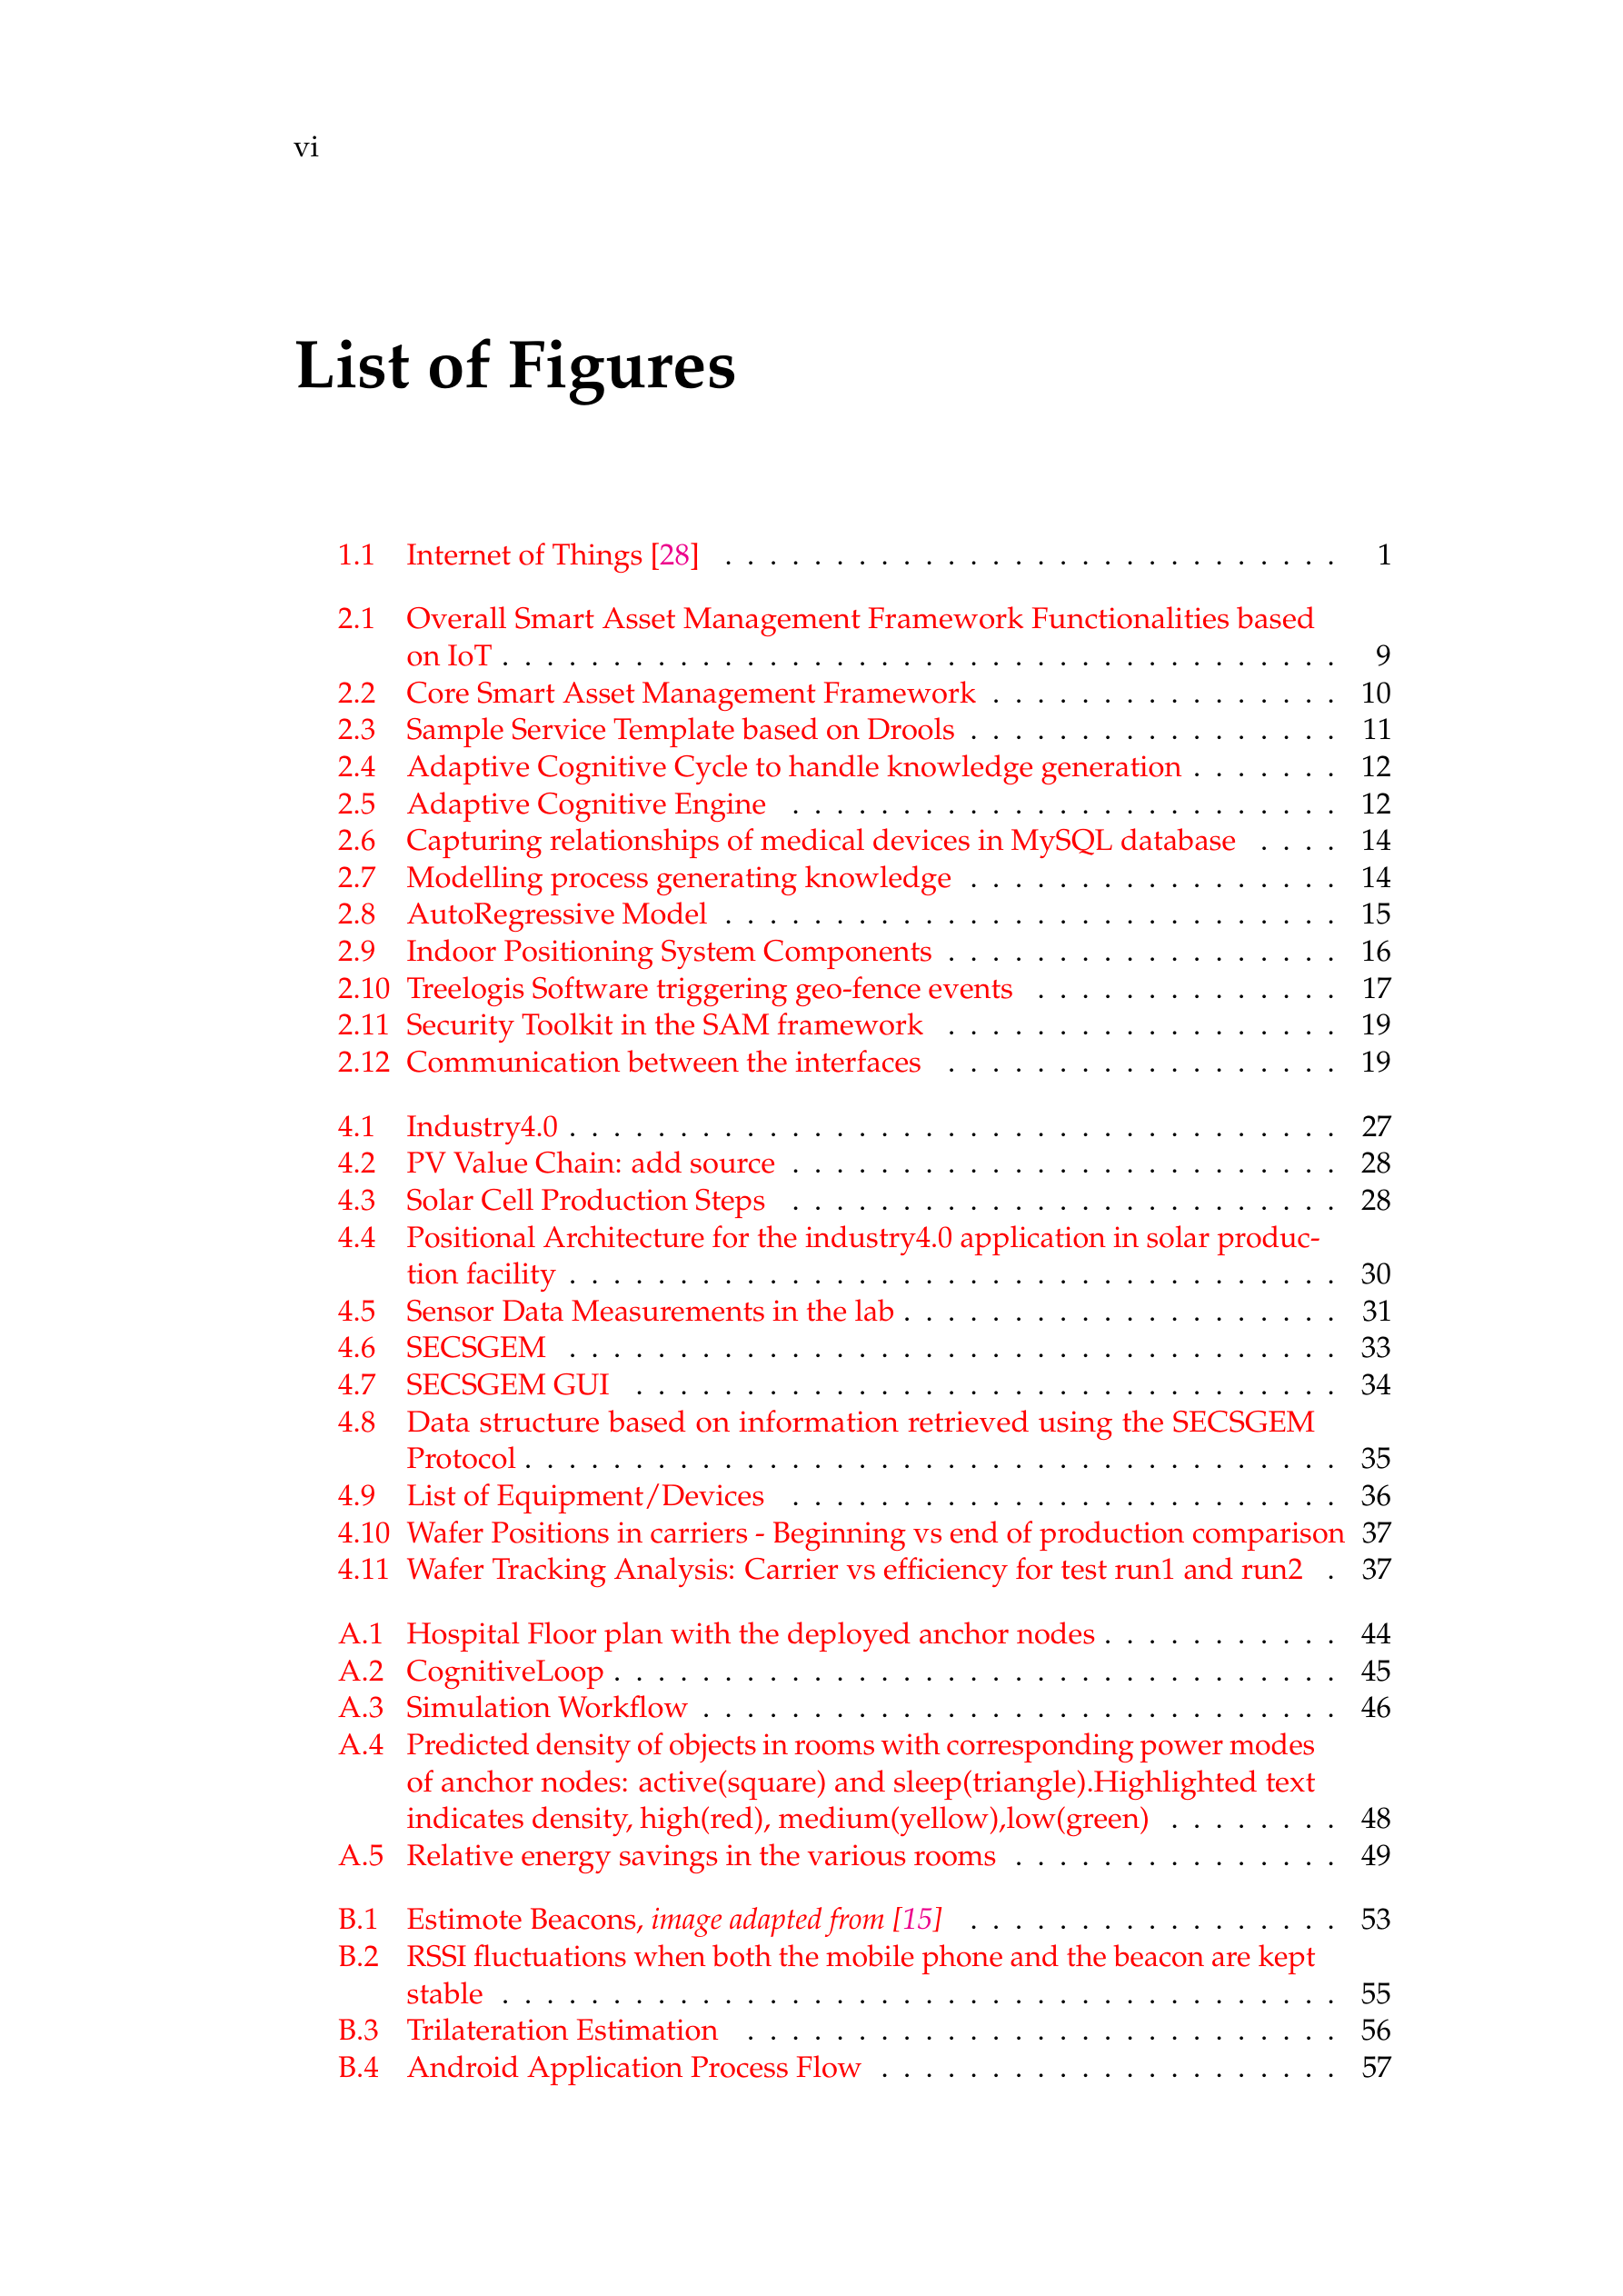 vi
List of Figures
1.1 Internet of Things [28] . . . . . . . . . . . . . . . . . . . . . . . . . . . . 1
2.1 Overall Smart Asset Management Framework Functionalities based
on IoT . . . . . . . . . . . . . . . . . . . . . . . . . . . . . . . . . . . . . . 9
2.2 Core Smart Asset Management Framework . . . . . . . . . . . . . . . . 10
2.3 Sample Service Template based on Drools . . . . . . . . . . . . . . . . . 11
2.4 Adaptive Cognitive Cycle to handle knowledge generation . . . . . . . 12
2.5 Adaptive Cognitive Engine . . . . . . . . . . . . . . . . . . . . . . . . . 12
2.6 Capturing relationships of medical devices in MySQL database . . . . 14
2.7 Modelling process generating knowledge . . . . . . . . . . . . . . . . . 14
2.8 AutoRegressive Model . . . . . . . . . . . . . . . . . . . . . . . . . . . . 15
2.9 Indoor Positioning System Components . . . . . . . . . . . . . . . . . . 16
2.10 Treelogis Software triggering geo-fence events . . . . . . . . . . . . . . 17
2.11 Security Toolkit in the SAM framework . . . . . . . . . . . . . . . . . . 19
2.12 Communication between the interfaces . . . . . . . . . . . . . . . . . . 19
4.1 Industry4.0 . . . . . . . . . . . . . . . . . . . . . . . . . . . . . . . . . . . 27
4.2 PV Value Chain: add source . . . . . . . . . . . . . . . . . . . . . . . . . 28
4.3 Solar Cell Production Steps . . . . . . . . . . . . . . . . . . . . . . . . . 28
4.4 Positional Architecture for the industry4.0 application in solar produc-
tion facility . . . . . . . . . . . . . . . . . . . . . . . . . . . . . . . . . . . 30
4.5 Sensor Data Measurements in the lab . . . . . . . . . . . . . . . . . . . . 31
4.6 SECSGEM . . . . . . . . . . . . . . . . . . . . . . . . . . . . . . . . . . . 33
4.7 SECSGEM GUI . . . . . . . . . . . . . . . . . . . . . . . . . . . . . . . . 34
4.8 Data structure based on information retrieved using the SECSGEM
Protocol . . . . . . . . . . . . . . . . . . . . . . . . . . . . . . . . . . . . . 35
4.9 List of Equipment/Devices . . . . . . . . . . . . . . . . . . . . . . . . . 36
4.10 Wafer Positions in carriers - Beginning vs end of production comparison 37
4.11 Wafer Tracking Analysis: Carrier vs efficiency for test run1 and run2 . 37
A.1 Hospital Floor plan with the deployed anchor nodes . . . . . . . . . . . 44
A.2 CognitiveLoop . . . . . . . . . . . . . . . . . . . . . . . . . . . . . . . . . 45
A.3 Simulation Workflow . . . . . . . . . . . . . . . . . . . . . . . . . . . . . 46
A.4 Predicted density of objects in rooms with corresponding power modes
of anchor nodes: active(square) and sleep(triangle).Highlighted text
indicates density, high(red), medium(yellow),low(green) . . . . . . . . 48
A.5 Relative energy savings in the various rooms . . . . . . . . . . . . . . . 49
B.1 Estimote Beacons, image adapted from [15] . . . . . . . . . . . . . . . . . 53
B.2 RSSI fluctuations when both the mobile phone and the beacon are kept
stable . . . . . . . . . . . . . . . . . . . . . . . . . . . . . . . . . . . . . . 55
B.3 Trilateration Estimation . . . . . . . . . . . . . . . . . . . . . . . . . . . 56
B.4 Android Application Process Flow . . . . . . . . . . . . . . . . . . . . . 57